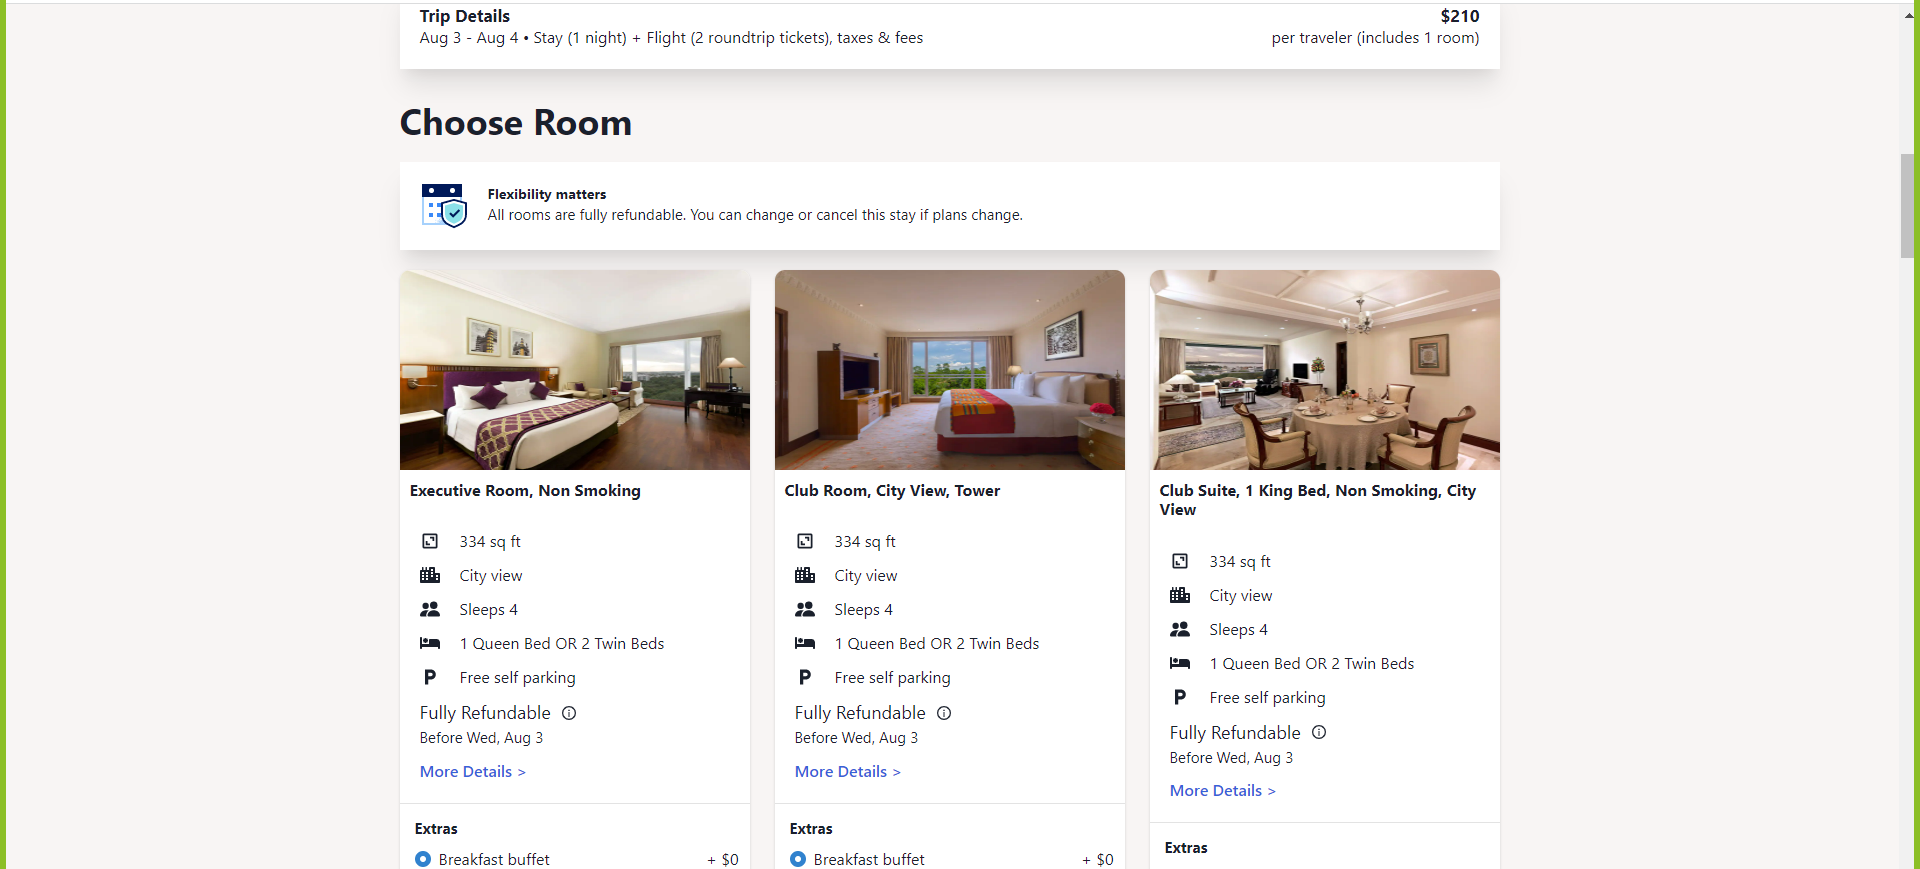 Trip Details
$210
Aug 3 - Aug 4 • Stay (1 night) + Flight (2 roundtrip tickets), taxes & fees
per traveler (includes 1 room)
Choose Room
Flexibility matters
All rooms are fully refundable. You can change or cancel this stay if plans change.
Executive Room, Non Smoking
334 sq ft
City view
Sleeps 4
1 Queen Bed OR 2 Twin Beds
P Free self parking
Fully Refundable
Before Wed, Aug 3
More Details >
Extras
Breakfast buffet + $0
Club Room, City View, Tower
334 sq ft
City view
Sleeps 4
1 Queen Bed OR 2 Twin Beds
P Free self parking
Fully Refundable
Before Wed, Aug 3
More Details >
Extras
Breakfast buffet + $0
Club Suite, 1 King Bed, Non Smoking, City
View
334 sq ft
City view
Sleeps 4
1 Queen Bed OR 2 Twin Beds
P Free self parking
Fully Refundable
Before Wed, Aug 3
More Details >
Extras